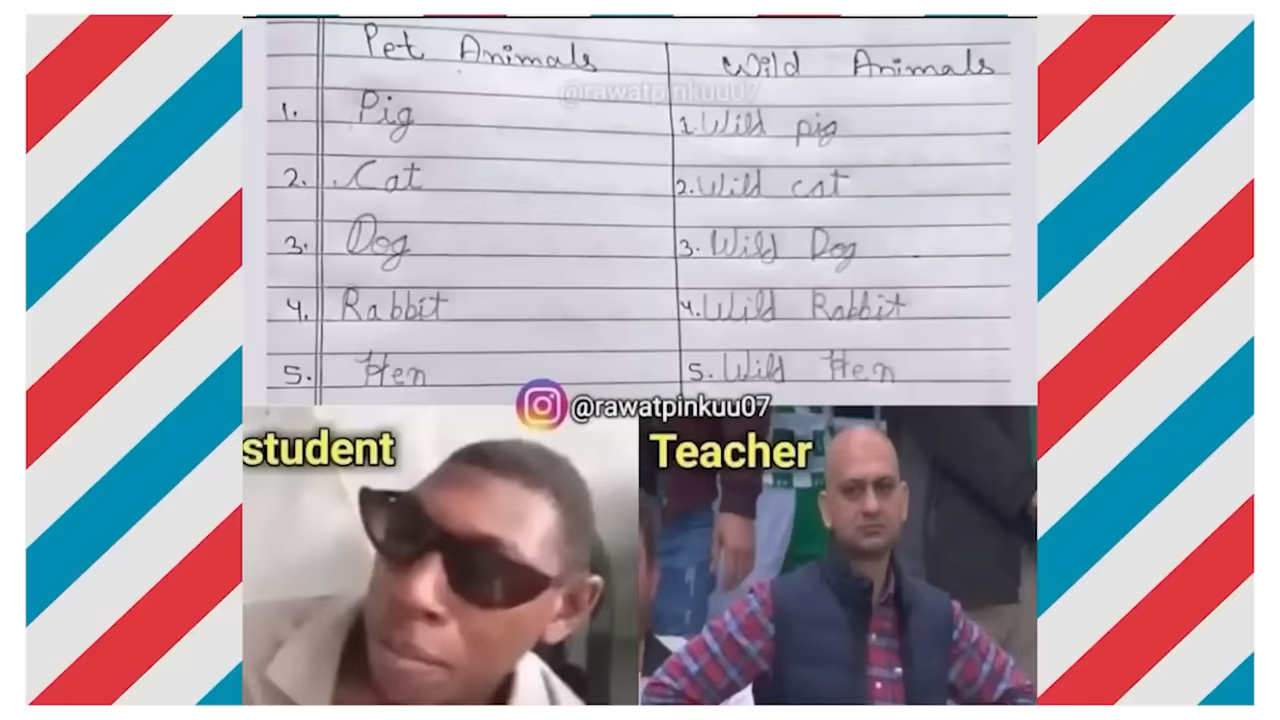 Pet Animals Wild Animals
@rawatpinkuu07
1. Pig 1. Wild pig
2. Cat 2. Wild cat
3. Dog 3. Wild Dog
4. Rabbit 4. Wild Rabbit
5. Hen 5. Wild Hen
@rawatpinkuu07
student Teacher